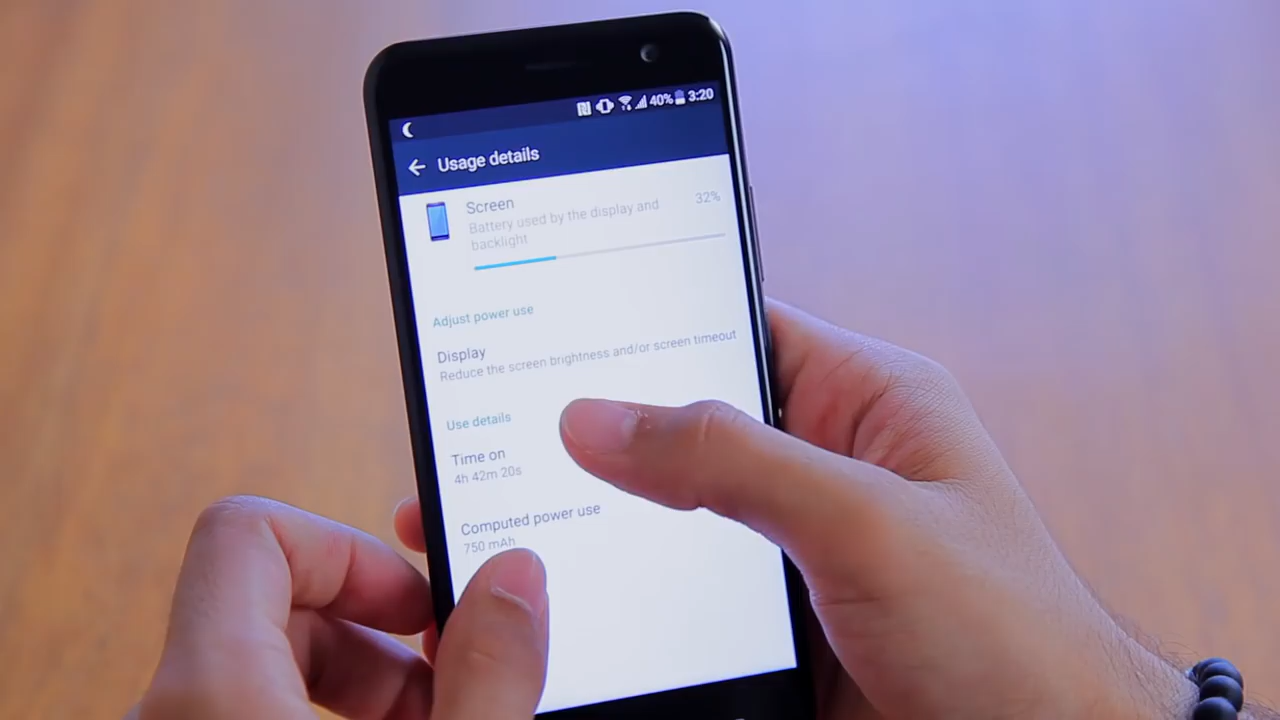 40% 3:20
Usage details
Screen 32%
Battery used by the display and
backlight
Adjust power use
Display
Reduce the screen brightness and/or screen timeout
Use details
Time on
4h 42m 20s
Computed power use
750 mAh